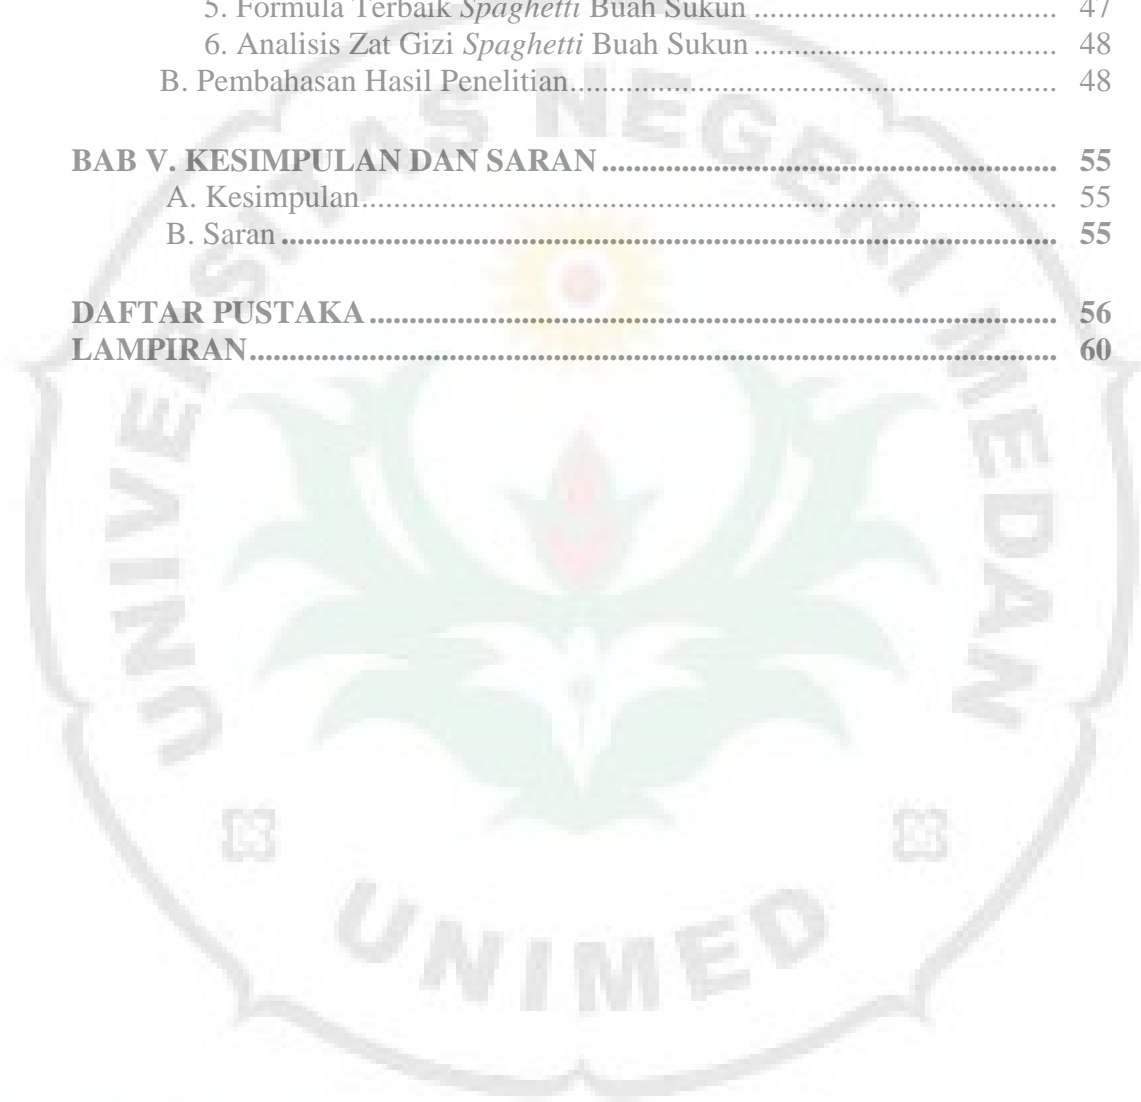 5. Formula Terbaik Spaghetti Buah Sukun ...................................... 47
6. Analisis Zat Gizi Spaghetti Buah Sukun ...................................... 48
B. Pembahasan Hasil Penelitian............................................................. 48
BAB V. KESIMPULAN DAN SARAN ......................................................... 55
A. Kesimpulan....................................................................................... 55
B. Saran ................................................................................................. 55
DAFTAR PUSTAKA ...................................................................................... 56
LAMPIRAN..................................................................................................... 60
UNIVERSITAS NEGERI MEDAN
UNIMED